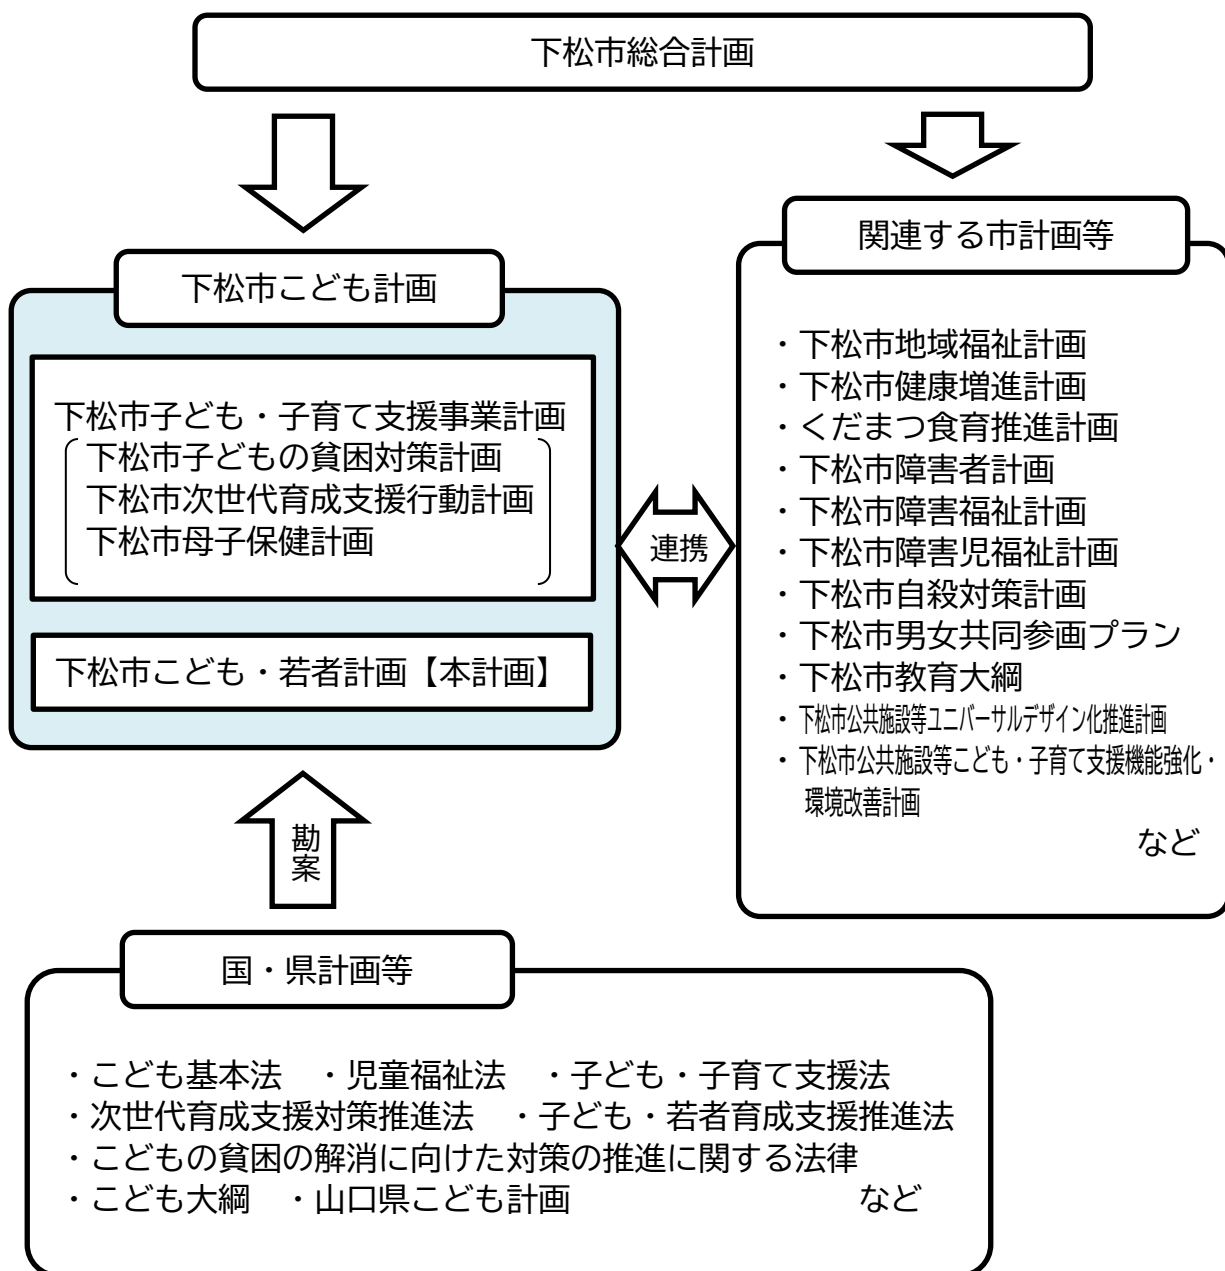 下松市総合計画
下松市こども計画
下松市子ども・子育て支援事業計画
下松市子どもの貧困対策計画
下松市次世代育成支援行動計画
下松市母子保健計画
下松市こども・若者計画【本計画】
連携
関連する市計画等
・下松市地域福祉計画
・下松市健康増進計画
・くだまつ食育推進計画
・下松市障害者計画
・下松市障害福祉計画
・下松市障害児福祉計画
・下松市自殺対策計画
・下松市男女共同参画プラン
・下松市教育大綱
・下松市公共施設等ユニバーサルデザイン化推進計画
・下松市公共施設等こども・子育て支援機能強化・
環境改善計画
など
勘案
国・県計画等
・こども基本法　・児童福祉法　・子ども・子育て支援法
・次世代育成支援対策推進法　・子ども・若者育成支援推進法
・こどもの貧困の解消に向けた対策の推進に関する法律
・こども大綱　・山口県こども計画　　　　　　　　　など